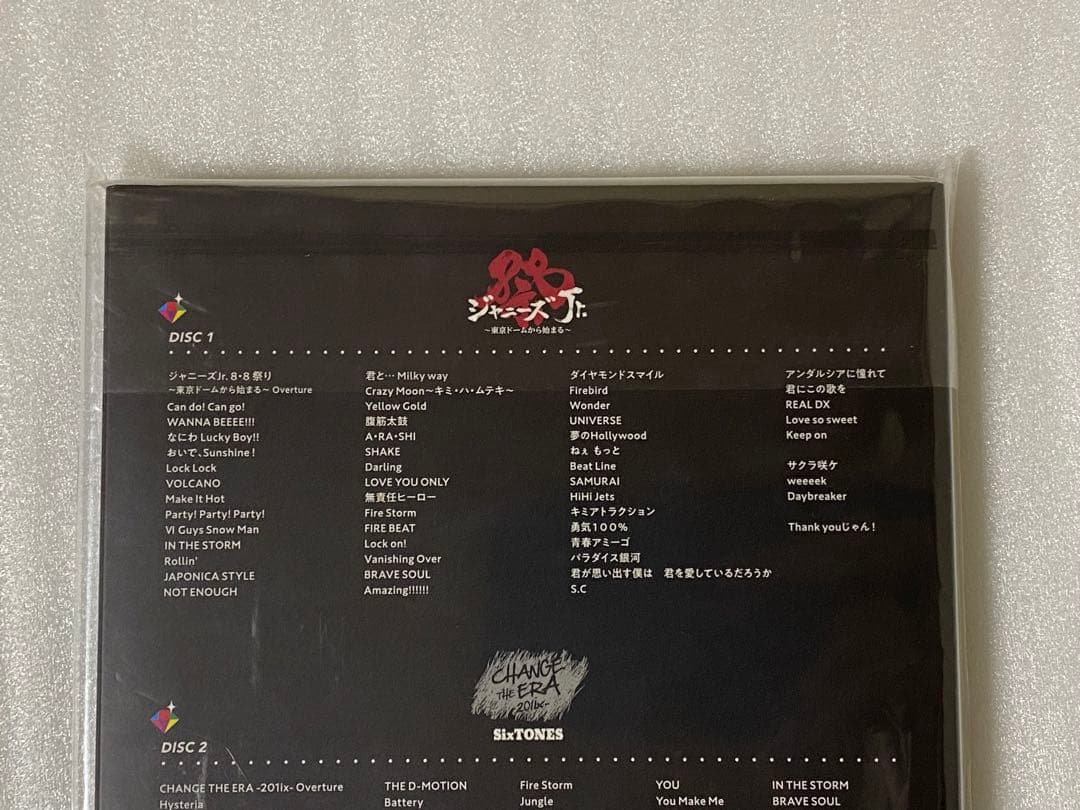 祭
ジャニーズJr.
～東京ドームから始まる～
DISC 1
ジャニーズJr. 8・8 祭り
～東京ドームから始まる～ Overture
Can do! Can go!
WANNA BEEEE!!!
なにわ Lucky Boy!!
おいで、Sunshine！
Lock Lock
VOLCANO
Make It Hot
Party! Party! Party!
VI Guys Snow Man
IN THE STORM
Rollin'
JAPONICA STYLE
NOT ENOUGH
君と… Milky way
Crazy Moon～キミ・ハ・ムテキ～
Yellow Gold
腹筋太鼓
A・RA・SHI
SHAKE
Darling
LOVE YOU ONLY
無責任ヒーロー
Fire Storm
FIRE BEAT
Lock on!
Vanishing Over
BRAVE SOUL
Amazing!!!!!!
ダイヤモンドスマイル
Firebird
Wonder
UNIVERSE
夢のHollywood
ねぇ もっと
Beat Line
SAMURAI
HiHi Jets
キミアトラクション
勇気１００％
青春アミーゴ
パラダイス銀河
君が思い出す僕は　君を愛しているだろうか
S.C
アンダルシアに憧れて
君にこの歌を
REAL DX
Love so sweet
Keep on
サクラ咲ケ
weeeek
Daybreaker
Thank youじゃん！
CHANGE
THE ERA
-201ix-
SixTONES
DISC 2
CHANGE THE ERA -201ix- Overture
Hysteria
THE D-MOTION
Battery
Fire Storm
Jungle
YOU
You Make Me
IN THE STORM
BRAVE SOUL